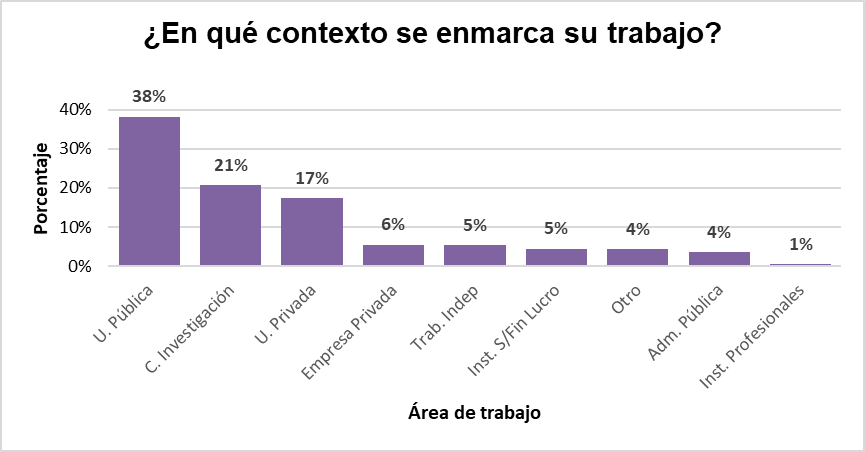 ¿En qué contexto se enmarca su trabajo?
Porcentaje
40%
30%
20%
10%
0%
38%
21%
17%
6%
5%
5%
4%
4%
1%
U. Pública
C. Investigación
U. Privada
Empresa Privada
Trab. Indep
Inst. S/Fin Lucro
Otro
Adm. Pública
Inst. Profesionales
Área de trabajo